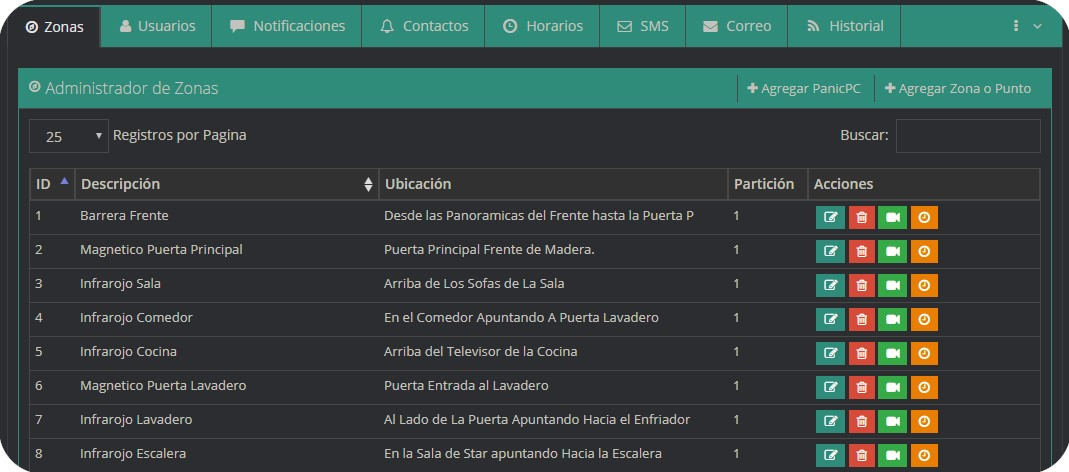 Zonas Usuarios Notificaciones Contactos Horarios SMS Correo Historial
Administrador de Zonas Agregar PanicPC Agregar Zona o Punto
25 Registros por Pagina Buscar:
ID Descripción Ubicación Partición Acciones
1 Barrera Frente Desde las Panoramicas del Frente hasta la Puerta P 1
2 Magnetico Puerta Principal Puerta Principal Frente de Madera. 1
3 Infrarojo Sala Arriba de Los Sofas de La Sala 1
4 Infrarojo Comedor En el Comedor Apuntando A Puerta Lavadero 1
5 Infrarojo Cocina Arriba del Televisor de la Cocina 1
6 Magnetico Puerta Lavadero Puerta Entrada al Lavadero 1
7 Infrarojo Lavadero Al Lado de La Puerta Apuntando Hacia el Enfriador 1
8 Infrarojo Escalera En la Sala de Star apuntando Hacia la Escalera 1